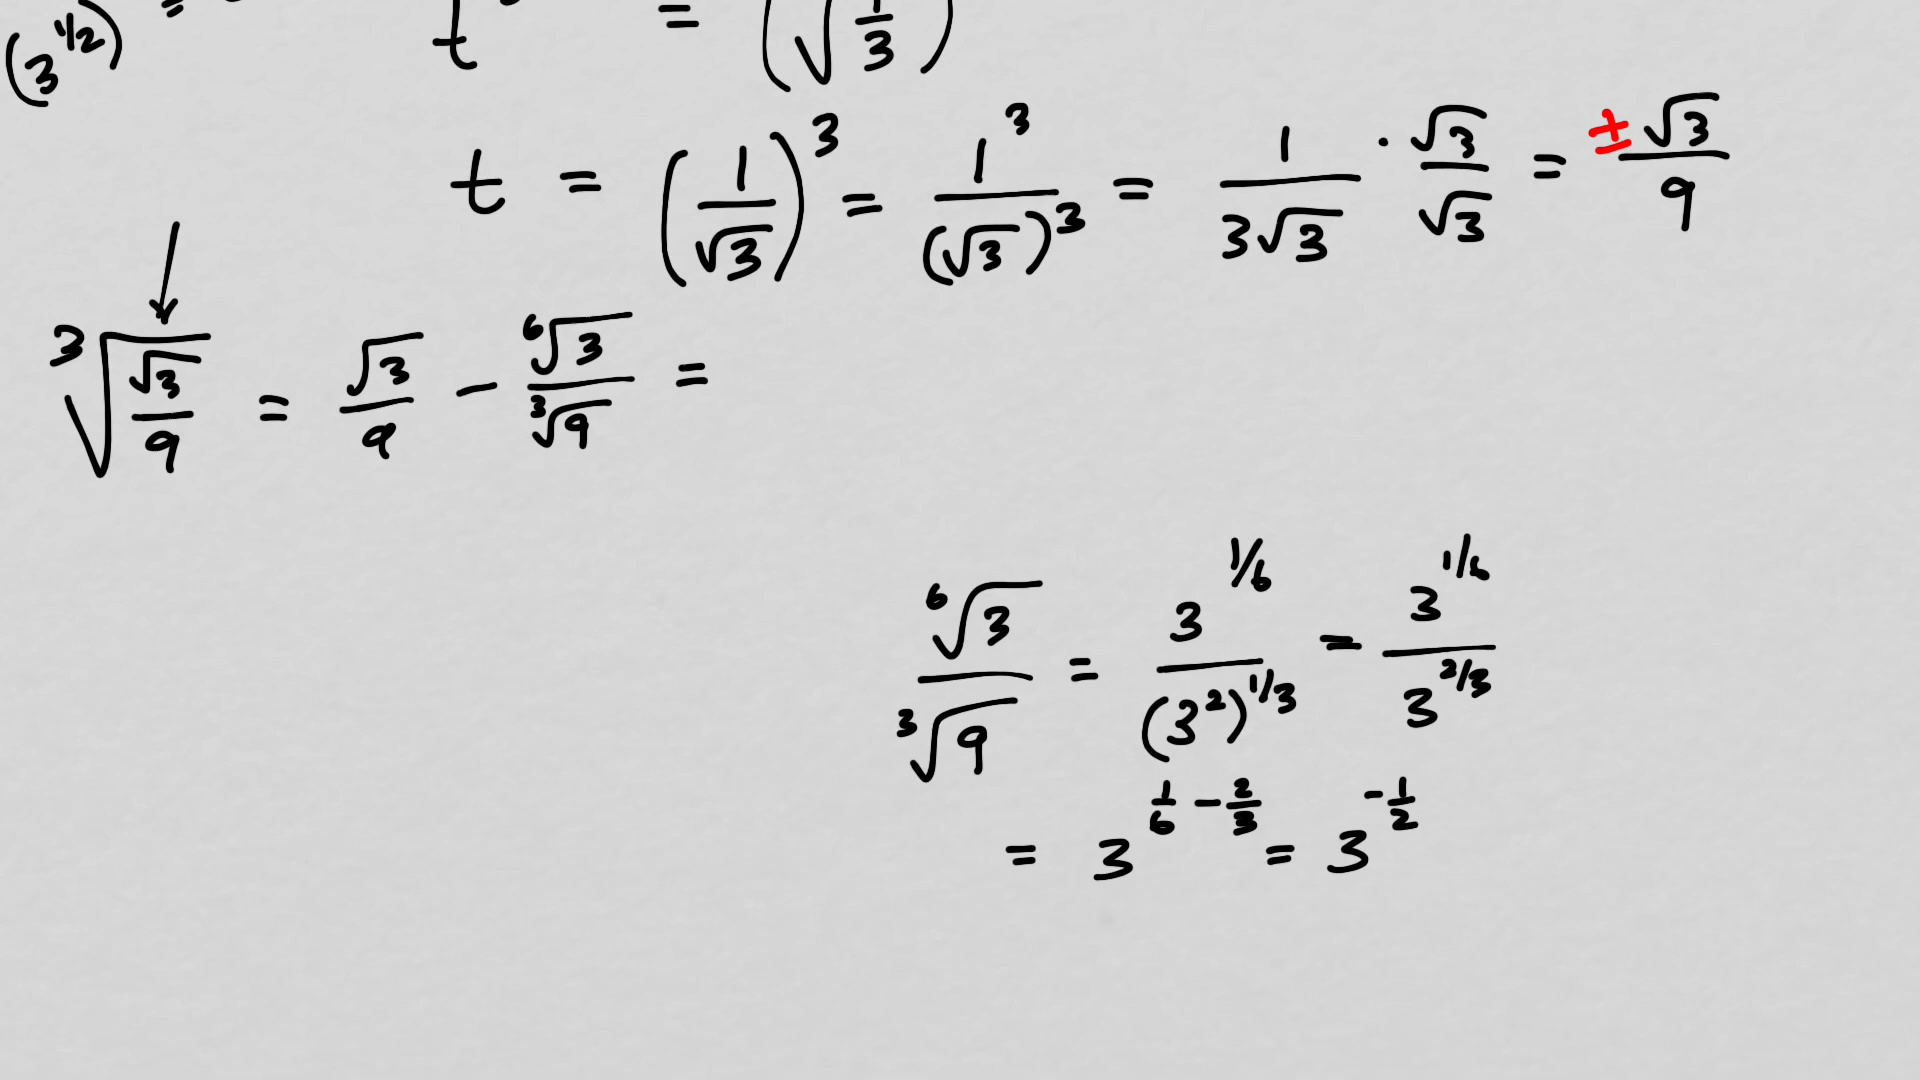 (3^{1/2}) =
t = (√(1/3))
t = (1/√3)^3 = 1^3/(√3)^3 = 1/(3√3) · √3/√3 = ±√3/9
∛(√3/9) = √3/9 - ⁶√3/∛9 =
⁶√3/∛9 = 3^{1/6}/(3^2)^{1/3} = 3^{1/6}/3^{2/3}
= 3^{1/6 - 2/3} = 3^{-1/2}